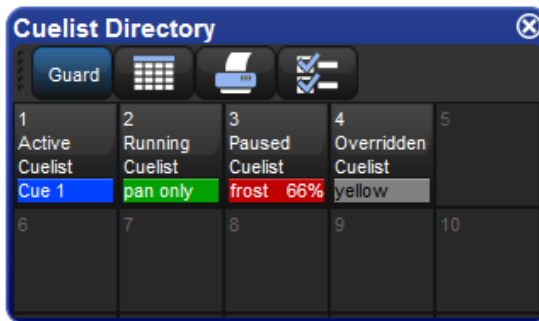 Cuelist Directory
Guard
1 2 3 4 5
Active Running Paused Overridden
Cuelist Cuelist Cuelist Cuelist
Cue 1 pan only frost 66% yellow
6 7 8 9 10